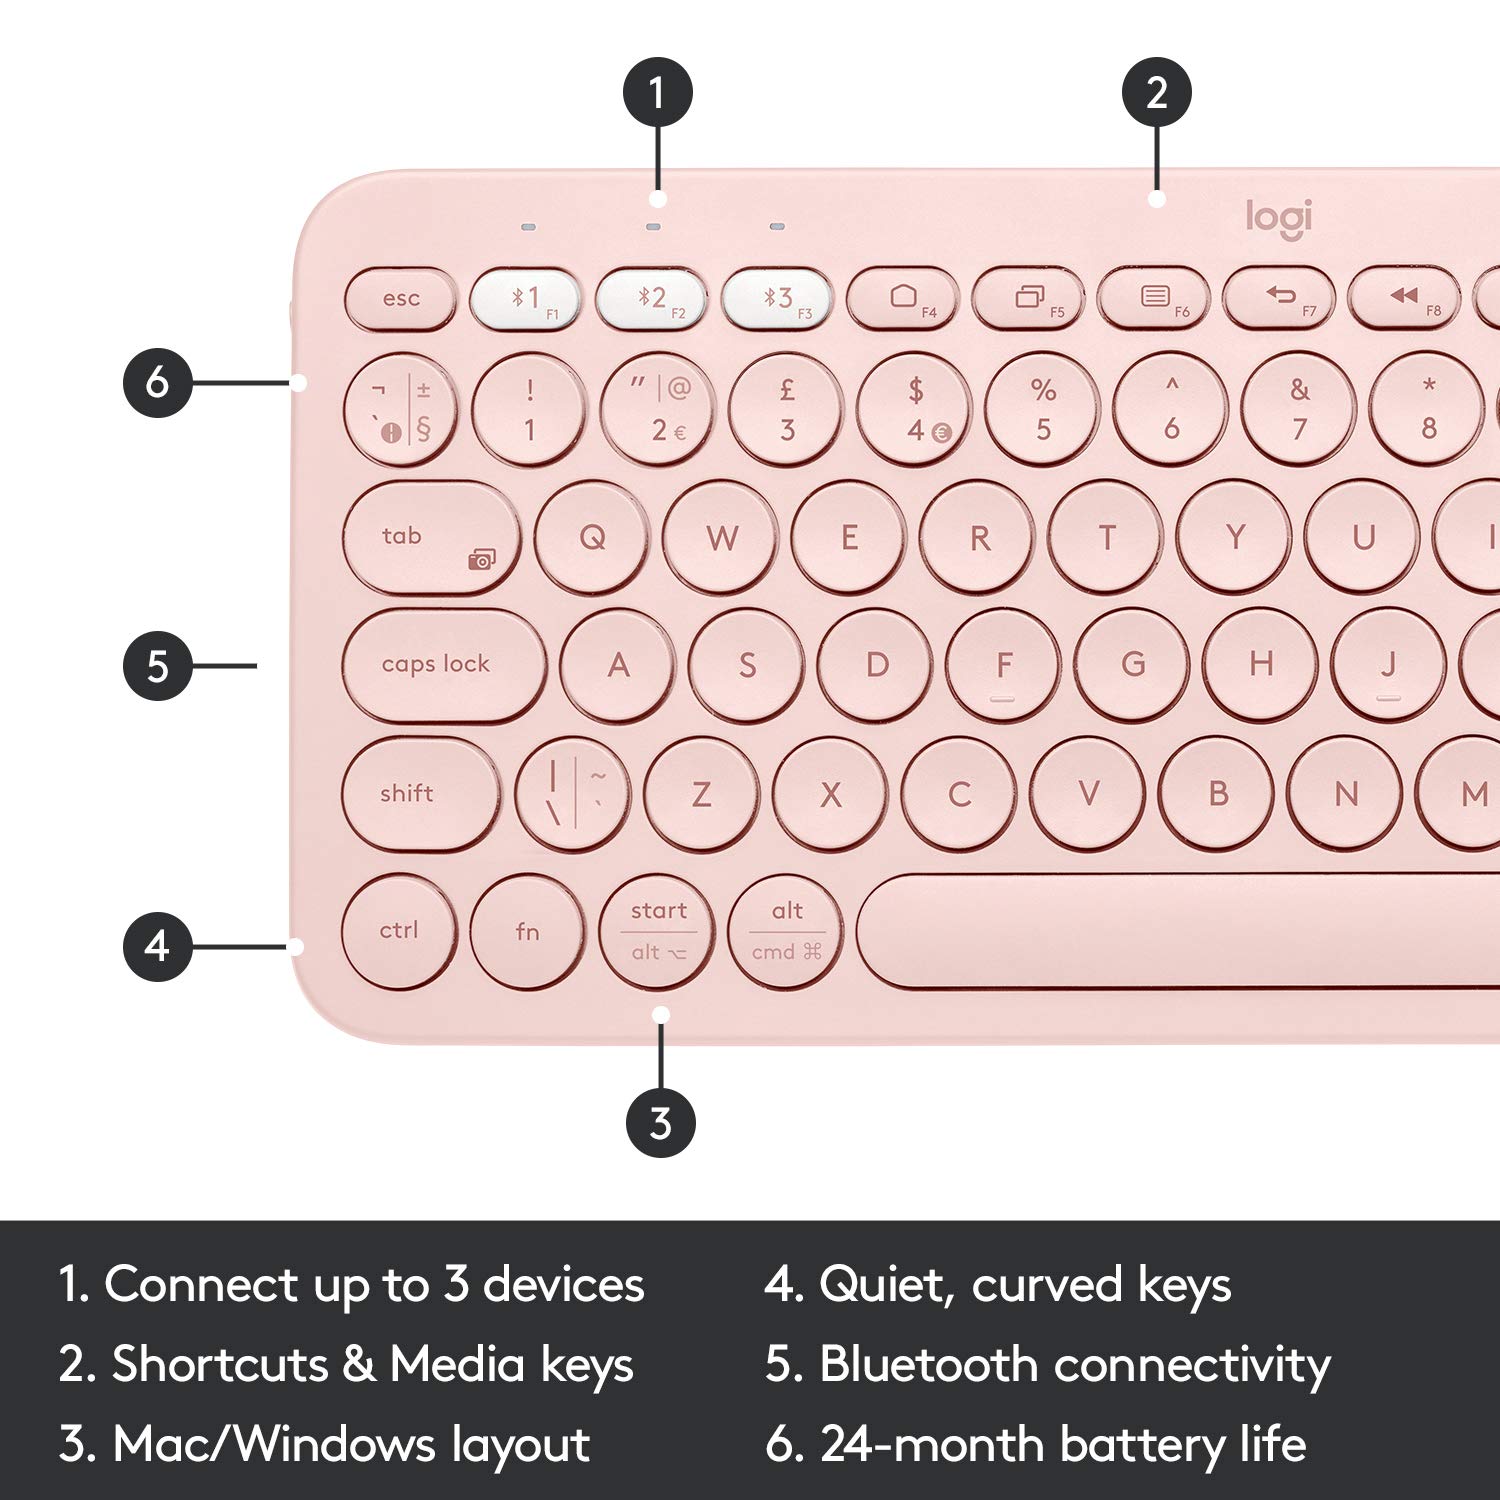 1
2
logi
esc
1 F1
2 F2
3 F3
F4
F5
F6
F7
F8
6
¬ ±
` §
!
1
" @
2 €
£
3
$
4 €
%
5
^
6
&
7
*
8
tab
Q W E R T Y U I
5
caps lock
A S D F G H J
shift
| ~
\ `
Z X C V B N M
4
ctrl
fn
start
alt ⌥
alt
cmd ⌘
3
1. Connect up to 3 devices
2. Shortcuts & Media keys
3. Mac/Windows layout
4. Quiet, curved keys
5. Bluetooth connectivity
6. 24-month battery life